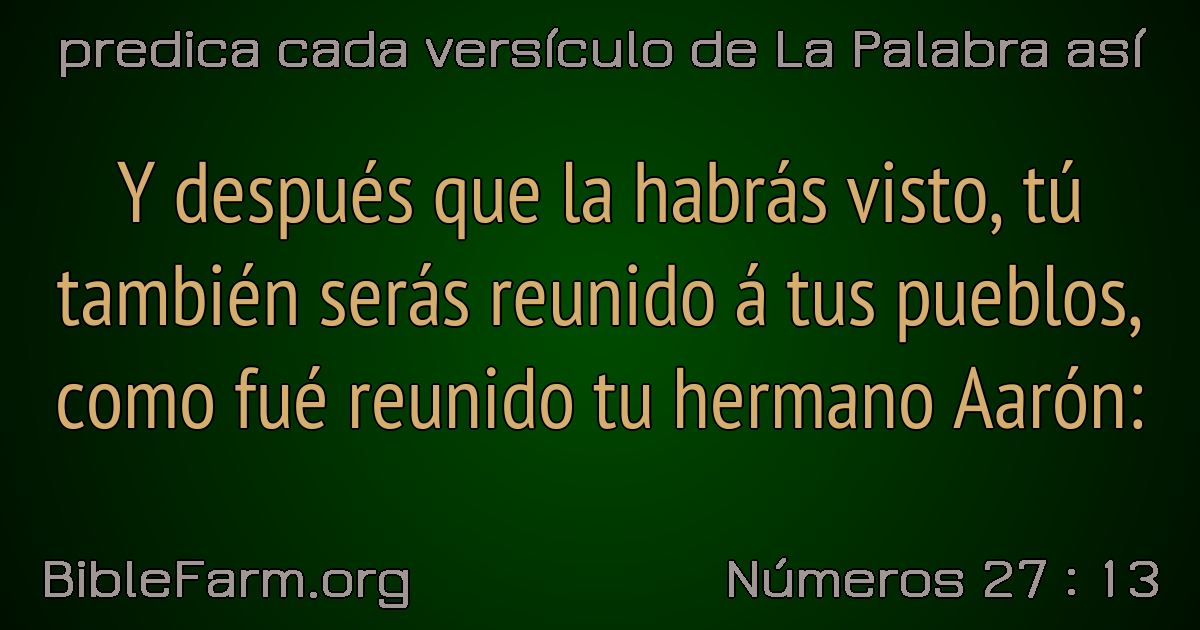 predica cada versículo de La Palabra así
Y después que la habrás visto, tú
también serás reunido á tus pueblos,
como fué reunido tu hermano Aarón:
BibleFarm.org
Números 27 : 13